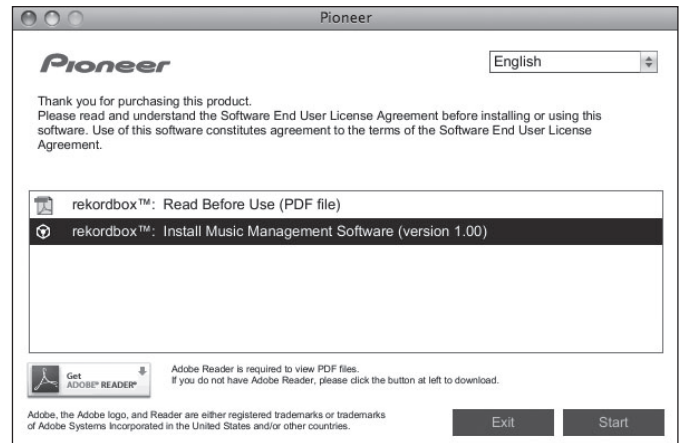 Pioneer
Pioneer
English
Thank you for purchasing this product.
Please read and understand the Software End User License Agreement before installing or using this
software. Use of this software constitutes agreement to the terms of the Software End User License
Agreement.
rekordbox™: Read Before Use (PDF file)
rekordbox™: Install Music Management Software (version 1.00)
Get
ADOBE® READER®
Adobe Reader is required to view PDF files.
If you do not have Adobe Reader, please click the button at left to download.
Adobe, the Adobe logo, and Reader are either registered trademarks or trademarks
of Adobe Systems Incorporated in the United States and/or other countries.
Exit
Start